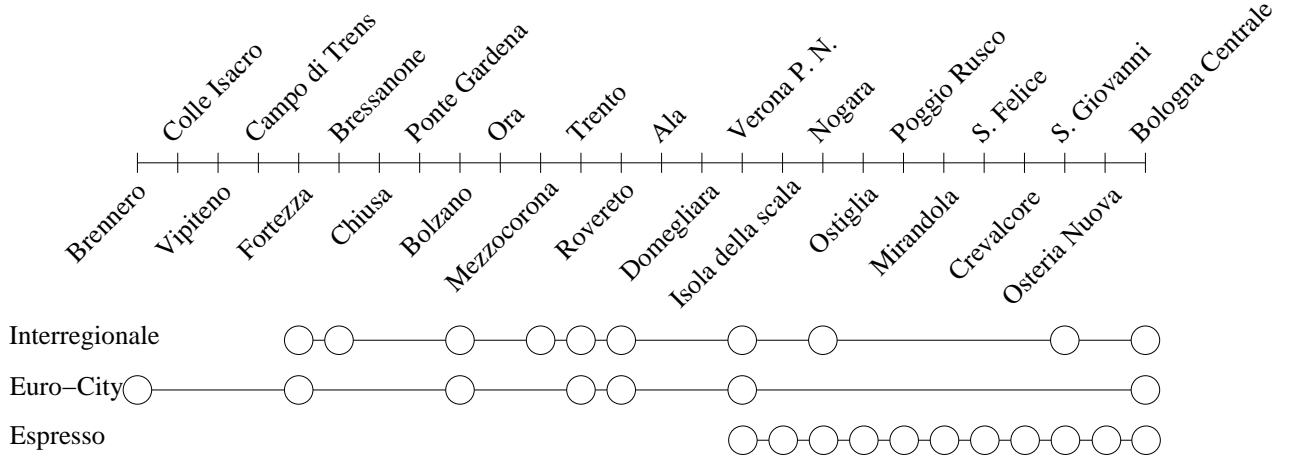 Colle Isacro
Campo di Trens
Bressanone
Ponte Gardena
Ora
Trento
Ala
Verona P. N.
Nogara
Poggio Rusco
S. Felice
S. Giovanni
Bologna Centrale
Brennero
Vipiteno
Fortezza
Chiusa
Bolzano
Mezzocorona
Rovereto
Domegliara
Isola della scala
Ostiglia
Mirandola
Crevalcore
Osteria Nuova
Interregionale
Euro−City
Espresso